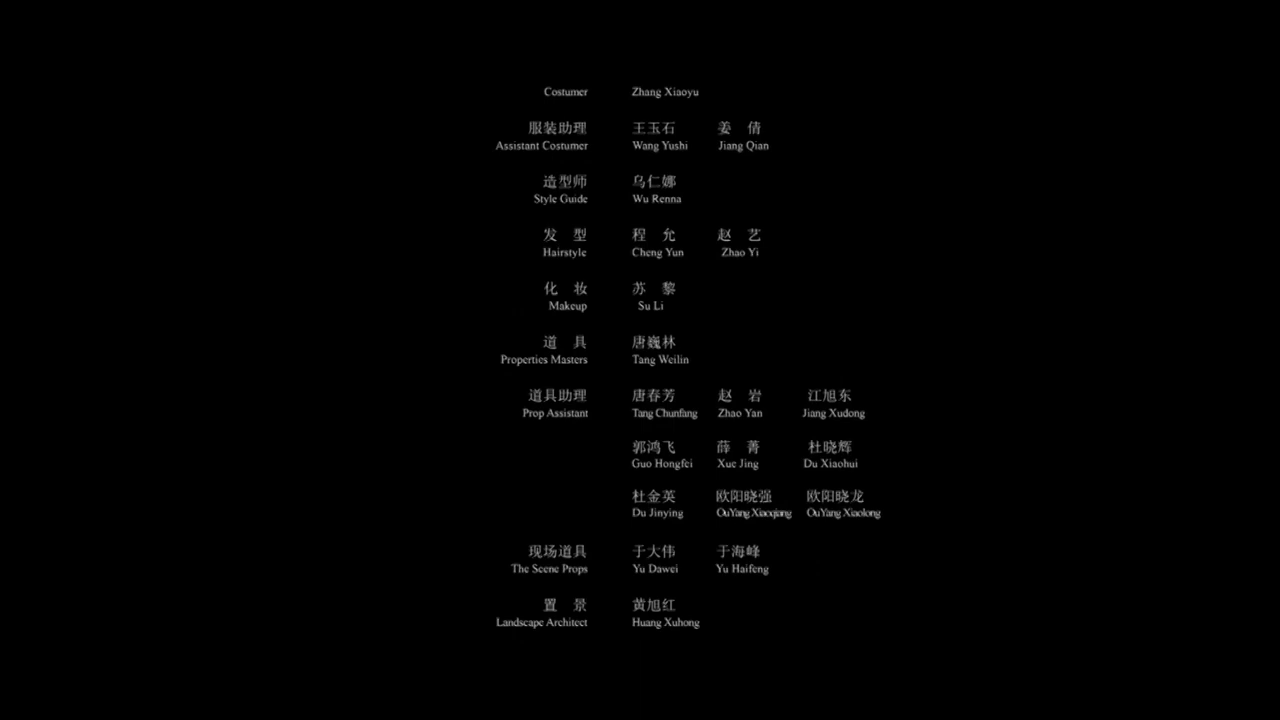 Costumer Zhang Xiaoyu
服装助理 王玉石 姜 倩
Assistant Costumer Wang Yushi Jiang Qian
造型师 乌仁娜
Style Guide Wu Renna
发 型 程 允 赵 艺
Hairstyle Cheng Yun Zhao Yi
化 妆 苏 黎
Makeup Su Li
道 具 唐巍林
Properties Masters Tang Weilin
道具助理 唐春芳 赵 岩 江旭东
Prop Assistant Tang Chunfang Zhao Yan Jiang Xudong
郭鸿飞 薛 菁 杜晓辉
Guo Hongfei Xue Jing Du Xiaohui
杜金英 欧阳晓强 欧阳晓龙
Du Jinying OuYang Xiaoqiang OuYang Xiaolong
现场道具 于大伟 于海峰
The Scene Props Yu Dawei Yu Haifeng
置 景 黄旭红
Landscape Architect Huang Xuhong